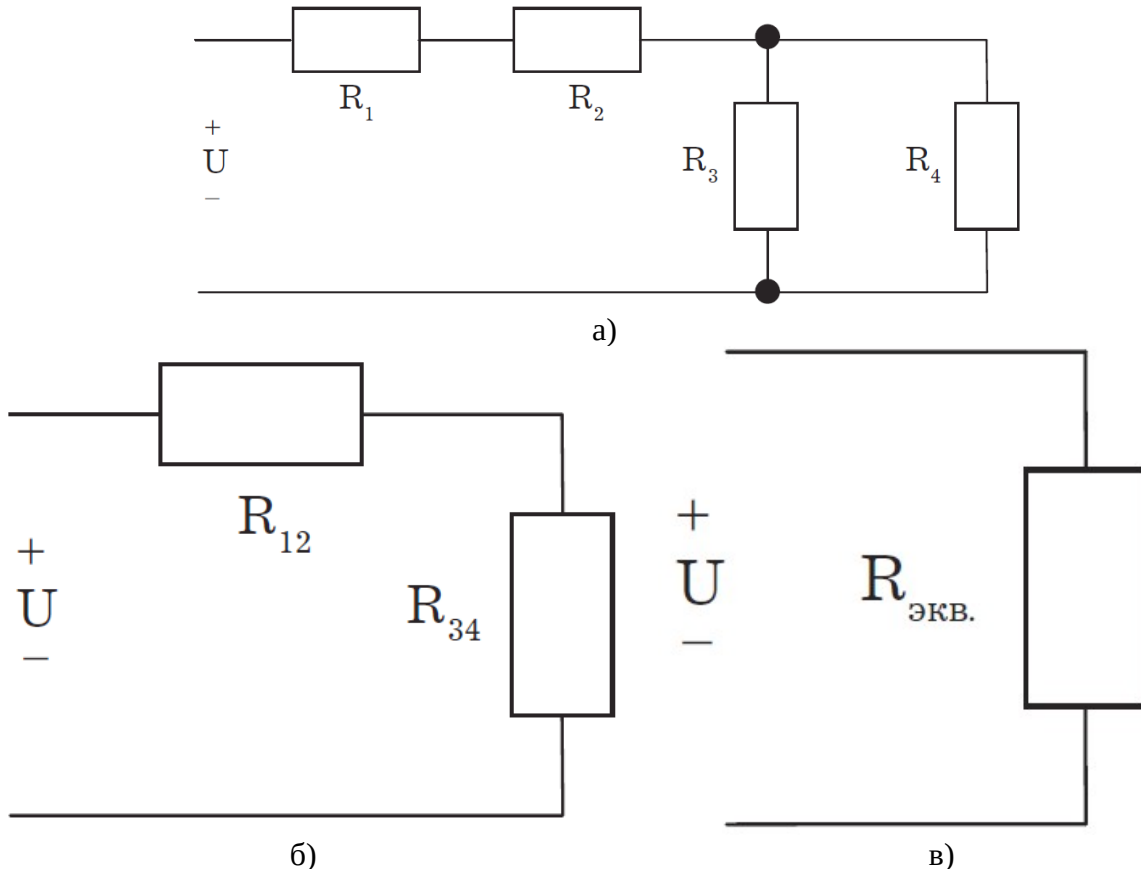 R₁
R₂
+
U
−
R₃
R₄
а)
R₁₂
+
U
−
R₃₄
+
U
−
Rэкв.
б)
в)